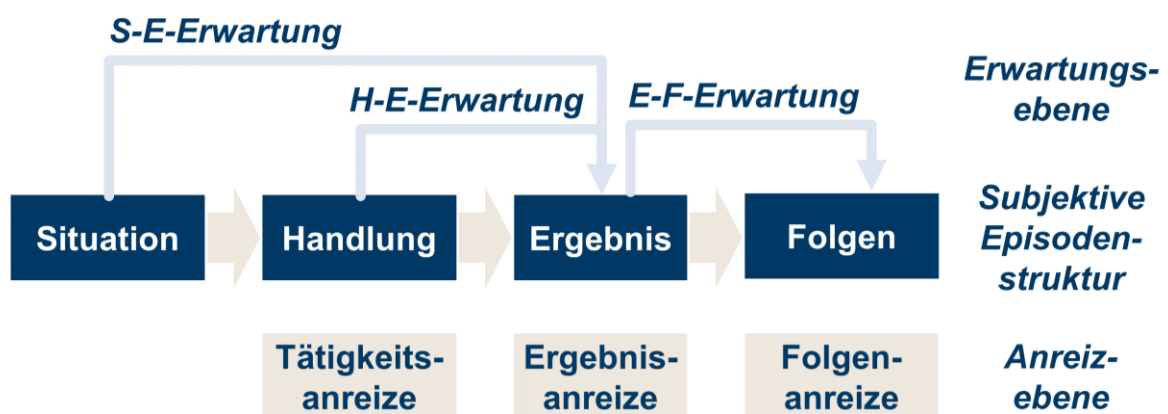 S-E-Erwartung
H-E-Erwartung
E-F-Erwartung
Erwartungs-
ebene
Situation
Handlung
Ergebnis
Folgen
Subjektive
Episoden-
struktur
Tätigkeits-
anreize
Ergebnis-
anreize
Folgen-
anreize
Anreiz-
ebene